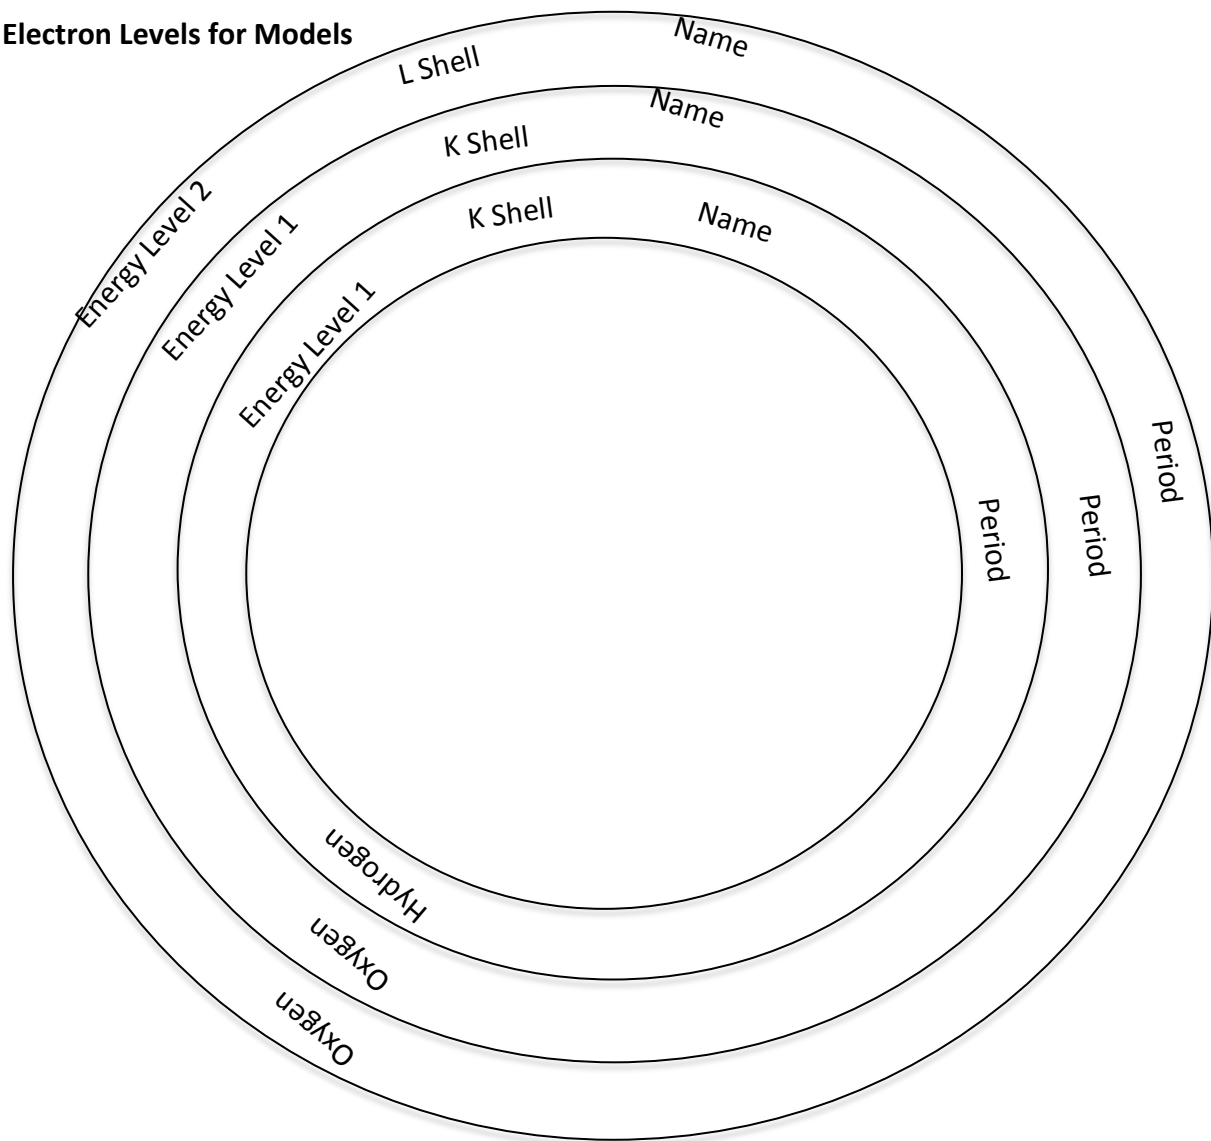 Electron Levels for Models
L Shell
Name
K Shell
Name
K Shell
Name
Energy Level 2
Energy Level 1
Energy Level 1
Period
Period
Period
Hydrogen
Oxygen
Oxygen